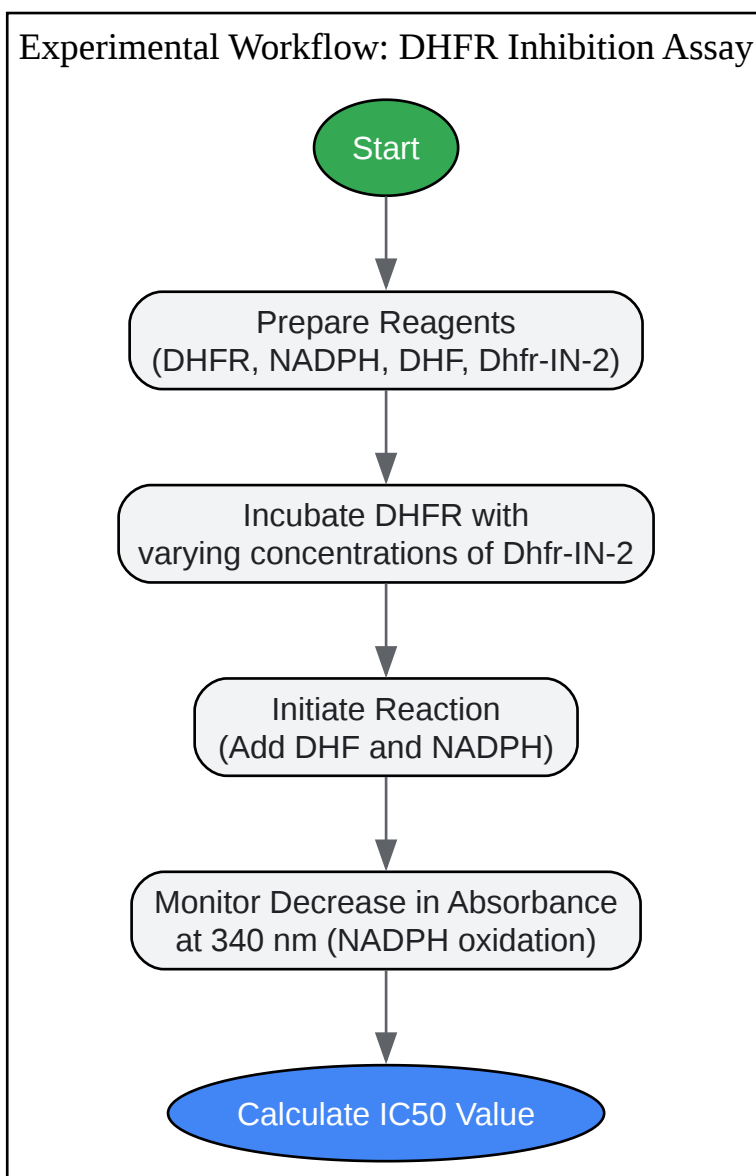 Experimental Workflow: DHFR Inhibition Assay
Start
Prepare Reagents
(DHFR, NADPH, DHF, Dhfr-IN-2)
Incubate DHFR with
varying concentrations of Dhfr-IN-2
Initiate Reaction
(Add DHF and NADPH)
Monitor Decrease in Absorbance
at 340 nm (NADPH oxidation)
Calculate IC50 Value